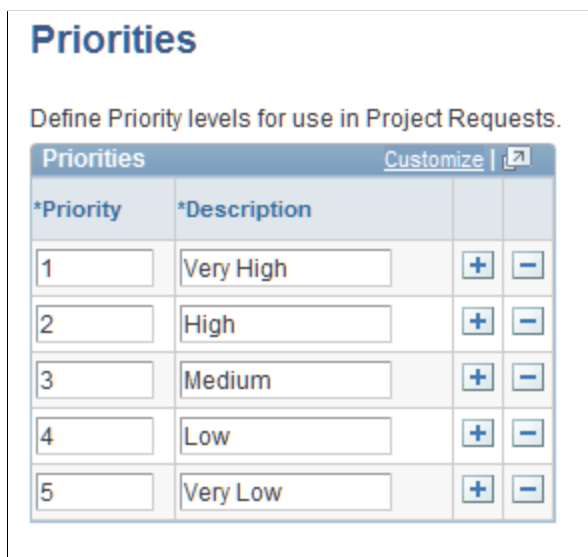 Priorities
Define Priority levels for use in Project Requests.
Priorities Customize |
*Priority *Description
1 Very High
2 High
3 Medium
4 Low
5 Very Low